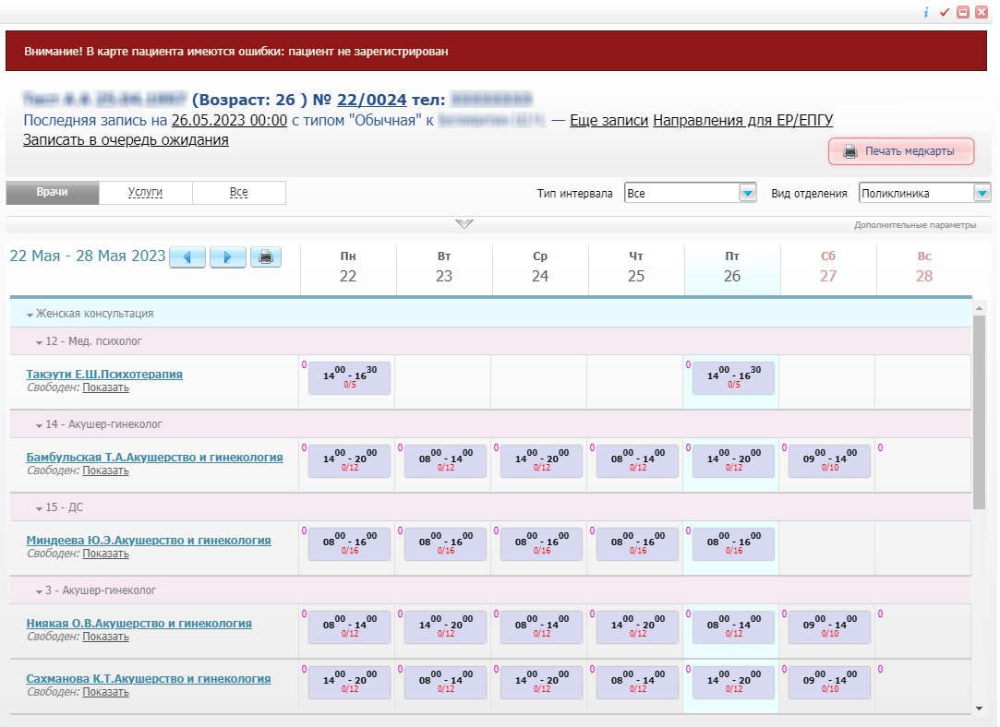 Внимание! В карте пациента имеются ошибки: пациент не зарегистрирован
(Возраст: 26 ) № 22/0024 тел:
Последняя запись на 26.05.2023 00:00 с типом "Обычная" к — Еще записи Направления для ЕР/ЕПГУ
Записать в очередь ожидания
Печать медкарты
Врачи Услуги Все Тип интервала Все Вид отделения Поликлиника
Дополнительные параметры
22 Мая - 28 Мая 2023 Пн Вт Ср Чт Пт Сб Вс
22 23 24 25 26 27 28
Женская консультация
12 - Мед. психолог
Такэути Е.Ш.Психотерапия 0 14 00 - 16 30 0 14 00 - 16 30
Свободен: Показать 0/5 0/5
14 - Акушер-гинеколог
Бамбульская Т.А.Акушерство и гинекология 0 14 00 - 20 00 0 08 00 - 14 00 0 14 00 - 20 00 0 08 00 - 14 00 0 14 00 - 20 00 0 09 00 - 14 00 0
Свободен: Показать 0/12 0/12 0/12 0/12 0/12 0/10
15 - ДС
Миндеева Ю.Э.Акушерство и гинекология 0 08 00 - 16 00 0 08 00 - 16 00 0 08 00 - 16 00 0 08 00 - 16 00 0 08 00 - 16 00
Свободен: Показать 0/16 0/16 0/16 0/16 0/16
3 - Акушер-гинеколог
Ниякая О.В.Акушерство и гинекология 0 08 00 - 14 00 0 14 00 - 20 00 0 08 00 - 14 00 0 14 00 - 20 00 0 08 00 - 14 00 0 09 00 - 14 00 0
Свободен: Показать 0/12 0/12 0/12 0/12 0/12 0/10
Сахманова К.Т.Акушерство и гинекология 0 14 00 - 20 00 0 08 00 - 14 00 0 14 00 - 20 00 0 08 00 - 14 00 0 14 00 - 20 00 0 09 00 - 14 00 0
Свободен: Показать 0/12 0/12 0/12 0/12 0/12 0/10